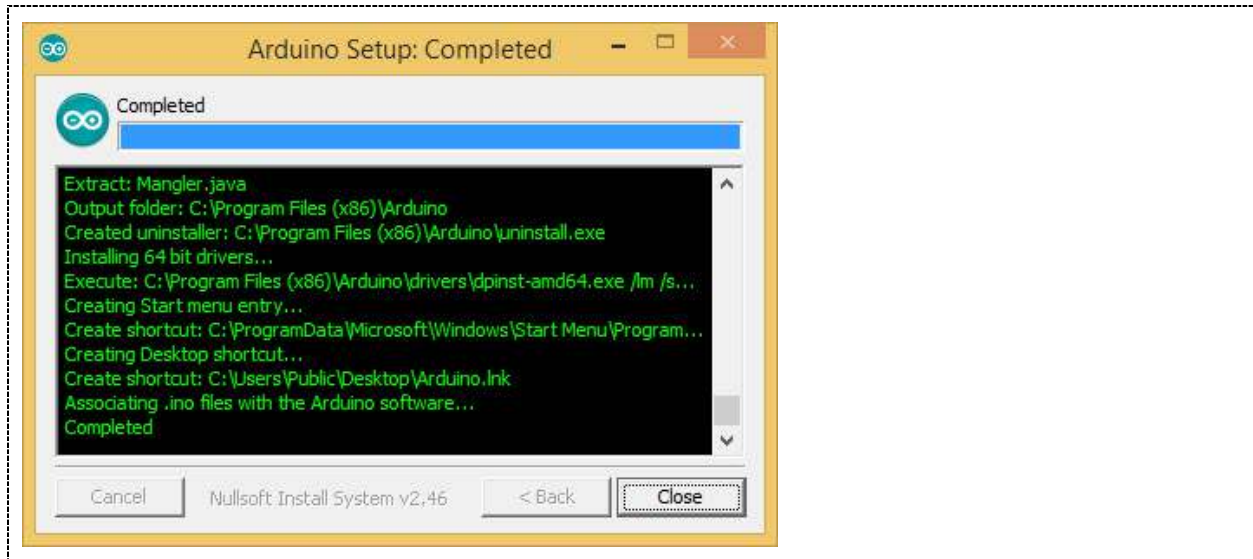 Arduino Setup: Completed
Completed
Extract: Mangler.java
Output folder: C:\Program Files (x86)\Arduino
Created uninstaller: C:\Program Files (x86)\Arduino\uninstall.exe
Installing 64 bit drivers...
Execute: C:\Program Files (x86)\Arduino\drivers\dpinst-amd64.exe /lm /s...
Creating Start menu entry...
Create shortcut: C:\ProgramData\Microsoft\Windows\Start Menu\Program...
Creating Desktop shortcut...
Create shortcut: C:\Users\Public\Desktop\Arduino.lnk
Associating .ino files with the Arduino software...
Completed
Cancel Nullsoft Install System v2.46 < Back Close